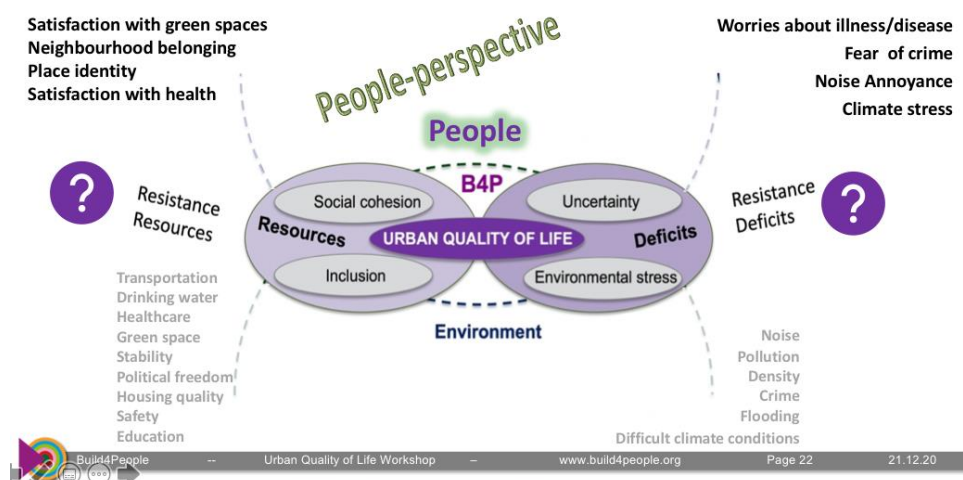 Satisfaction with green spaces
Neighbourhood belonging
Place identity
Satisfaction with health
People-perspective
Worries about illness/disease
Fear of crime
Noise Annoyance
Climate stress
People
B4P
?
Resistance
Resources
Resources
Social cohesion
Inclusion
URBAN QUALITY OF LIFE
Uncertainty
Deficits
Environmental stress
Resistance
Deficits
?
Environment
Transportation
Drinking water
Healthcare
Green space
Stability
Political freedom
Housing quality
Safety
Education
Noise
Pollution
Density
Crime
Flooding
Difficult climate conditions
Build4People -- Urban Quality of Life Workshop – www.build4people.org Page 22 21.12.20